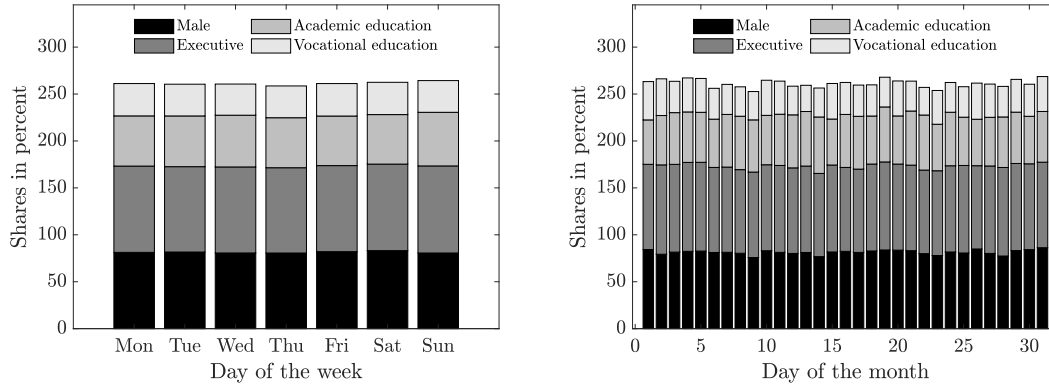 Male
Academic education
Executive
Vocational education
300
250
200
150
100
50
0
Shares in percent
Mon Tue Wed Thu Fri Sat Sun
Day of the week
Male
Academic education
Executive
Vocational education
300
250
200
150
100
50
0
Shares in percent
0 5 10 15 20 25 30
Day of the month